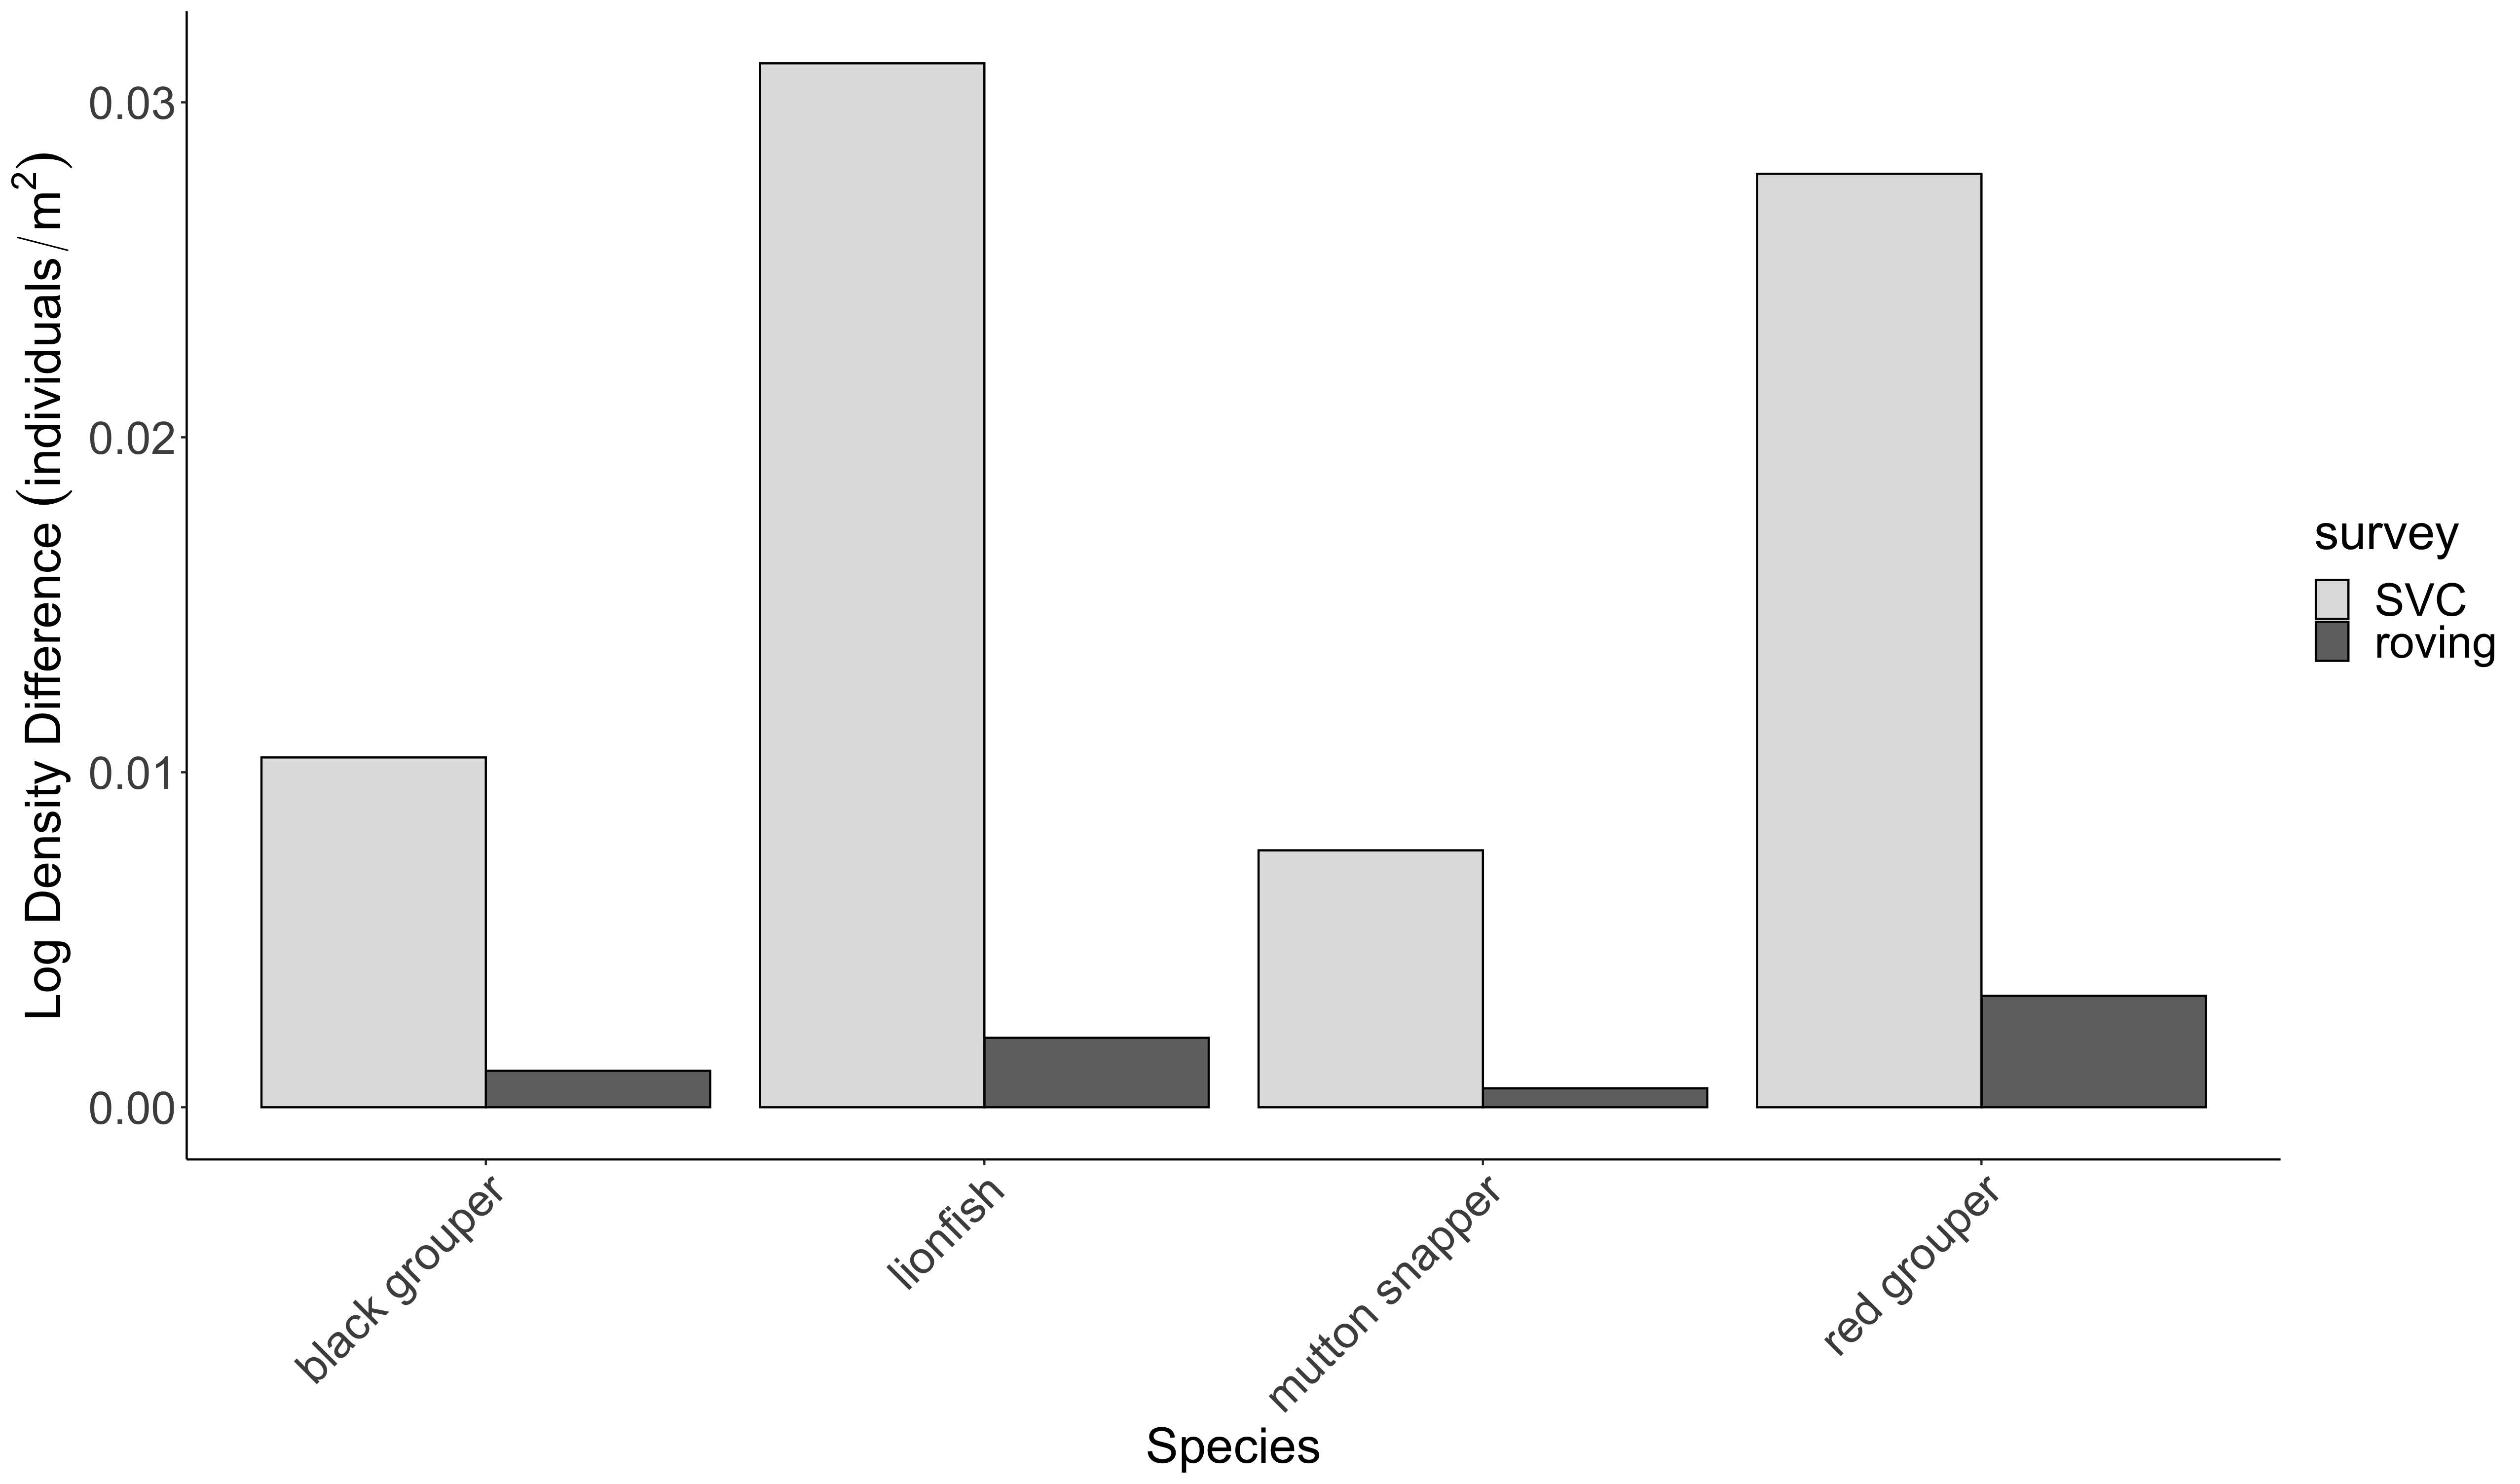 Log Density Difference (individuals/m²)
0.03
0.02
0.01
0.00
black grouper
lionfish
mutton snapper
red grouper
Species
survey
SVC
roving